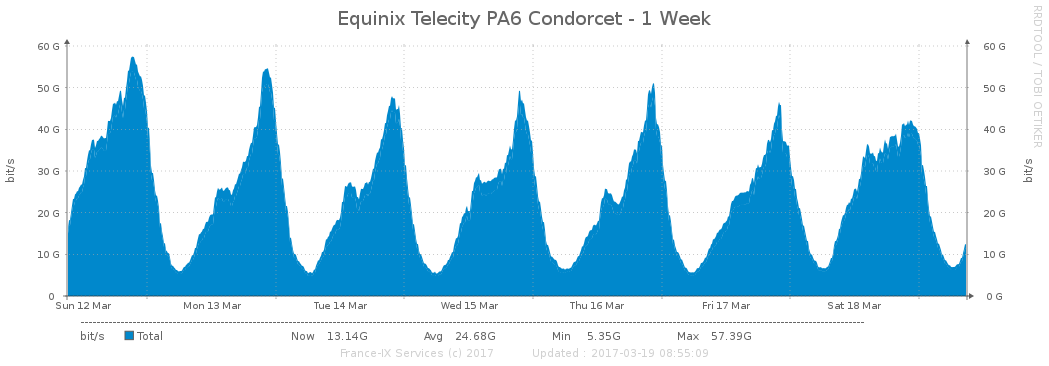 Equinix Telecity PA6 Condorcet - 1 Week
RRDTOOL / TOBI OETIKER
60 G 60 G
50 G 50 G
40 G 40 G
30 G 30 G
20 G 20 G
10 G 10 G
0 0 G
bit/s
bit/s
Sun 12 Mar Mon 13 Mar Tue 14 Mar Wed 15 Mar Thu 16 Mar Fri 17 Mar Sat 18 Mar
bit/s Total Now 13.14G Avg 24.68G Min 5.35G Max 57.39G
France-IX Services (c) 2017 Updated : 2017-03-19 08:55:09